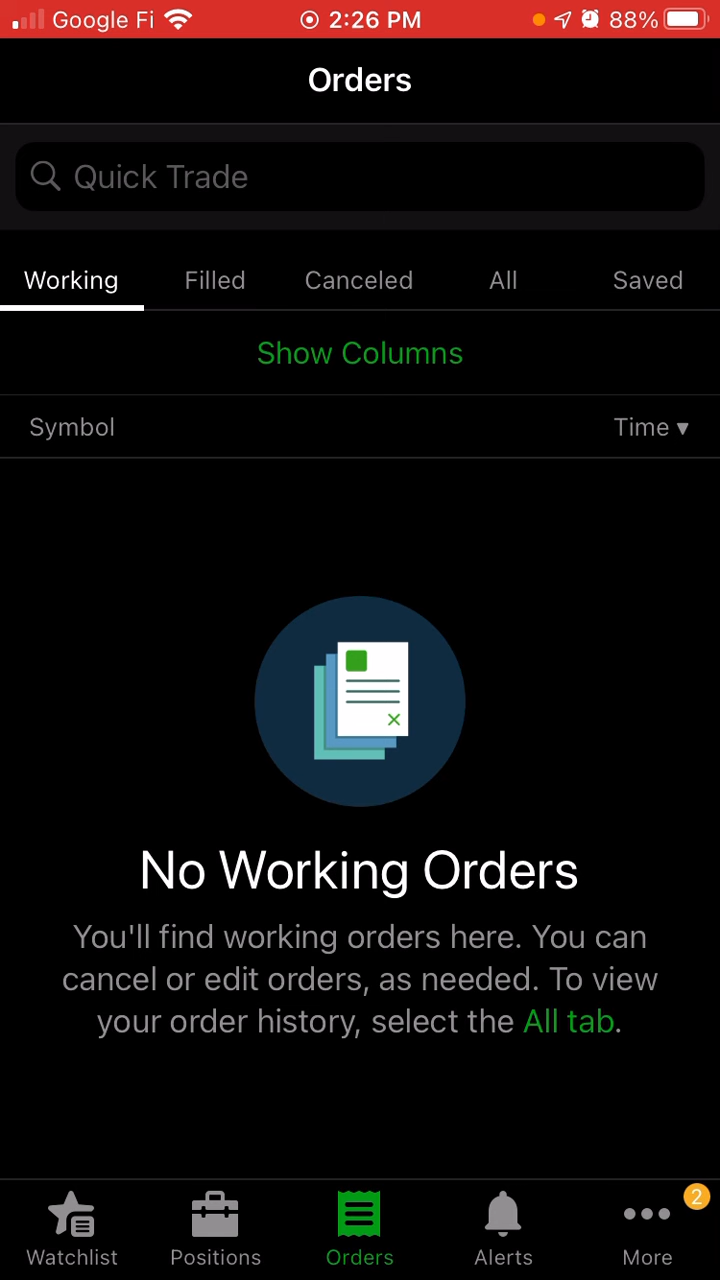 Google Fi 2:26 PM 88%
Orders
Quick Trade
Working Filled Canceled All Saved
Show Columns
Symbol Time ▾
No Working Orders
You'll find working orders here. You can
cancel or edit orders, as needed. To view
your order history, select the All tab.
2
Watchlist Positions Orders Alerts More